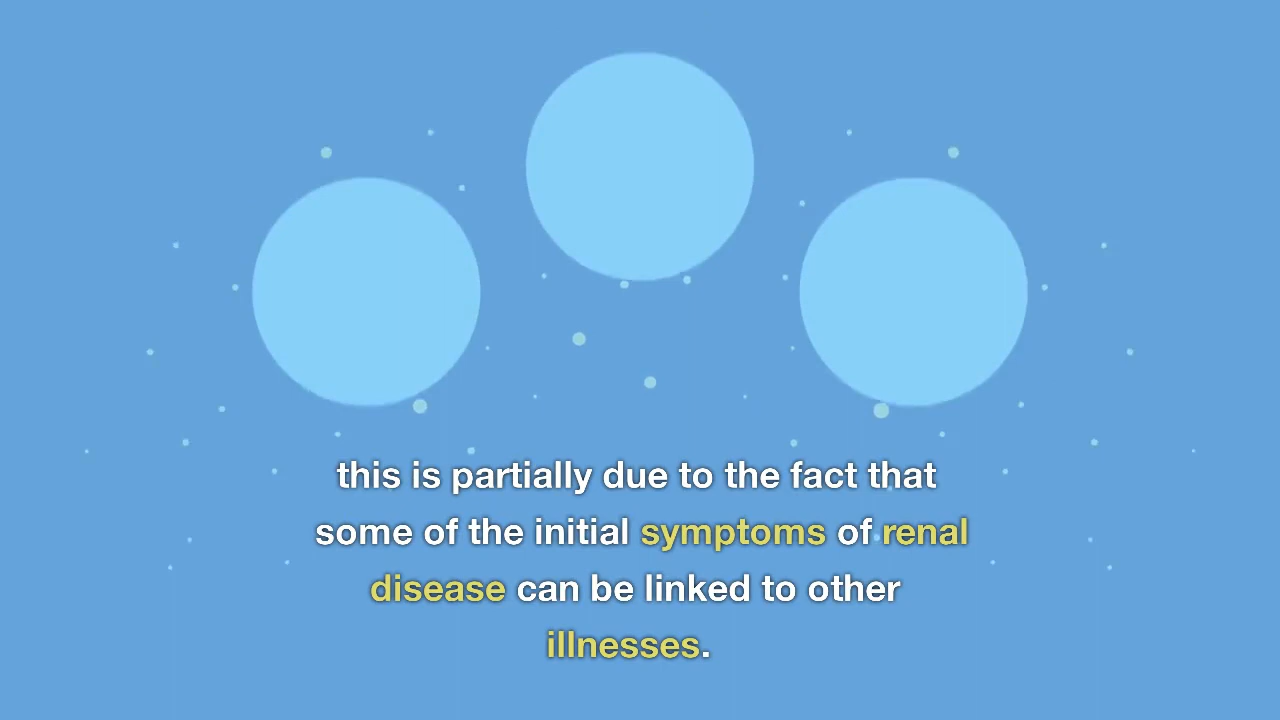 this is partially due to the fact that
some of the initial symptoms of renal
disease can be linked to other
illnesses.